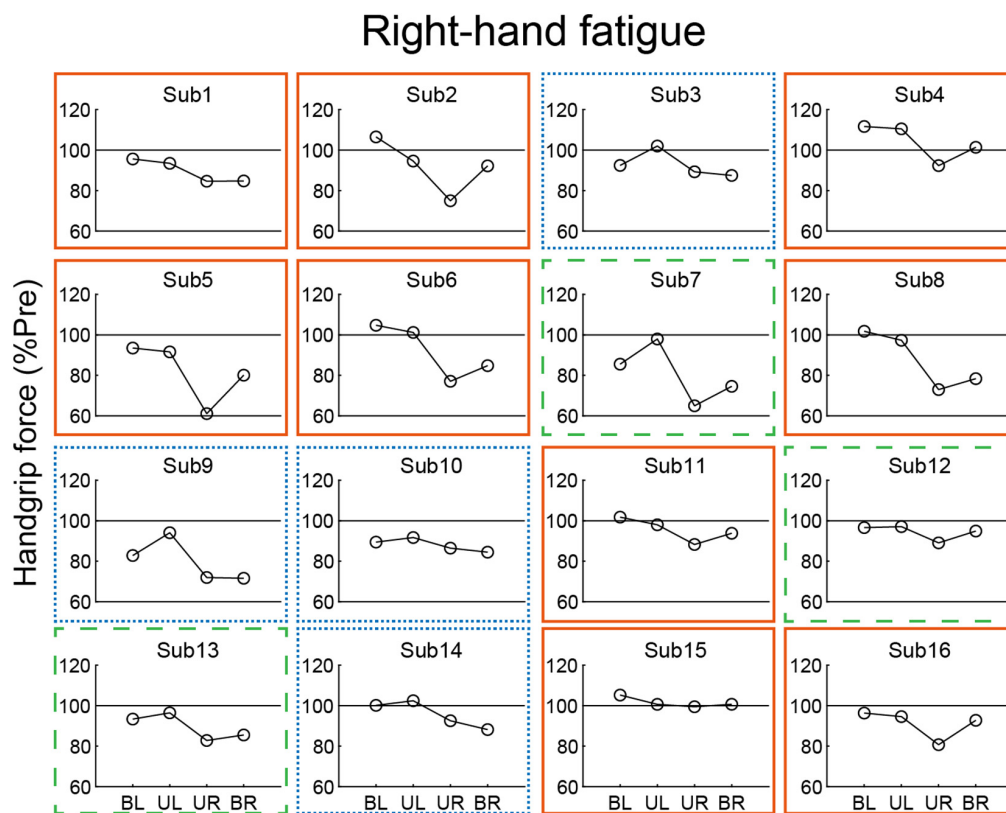 Right-hand fatigue
Handgrip force (%Pre)
Sub1 Sub2 Sub3 Sub4
120 120 120 120
100 100 100 100
80 80 80 80
60 60 60 60
Sub5 Sub6 Sub7 Sub8
120 120 120 120
100 100 100 100
80 80 80 80
60 60 60 60
Sub9 Sub10 Sub11 Sub12
120 120 120 120
100 100 100 100
80 80 80 80
60 60 60 60
Sub13 Sub14 Sub15 Sub16
120 120 120 120
100 100 100 100
80 80 80 80
60 60 60 60
BL UL UR BR BL UL UR BR BL UL UR BR BL UL UR BR